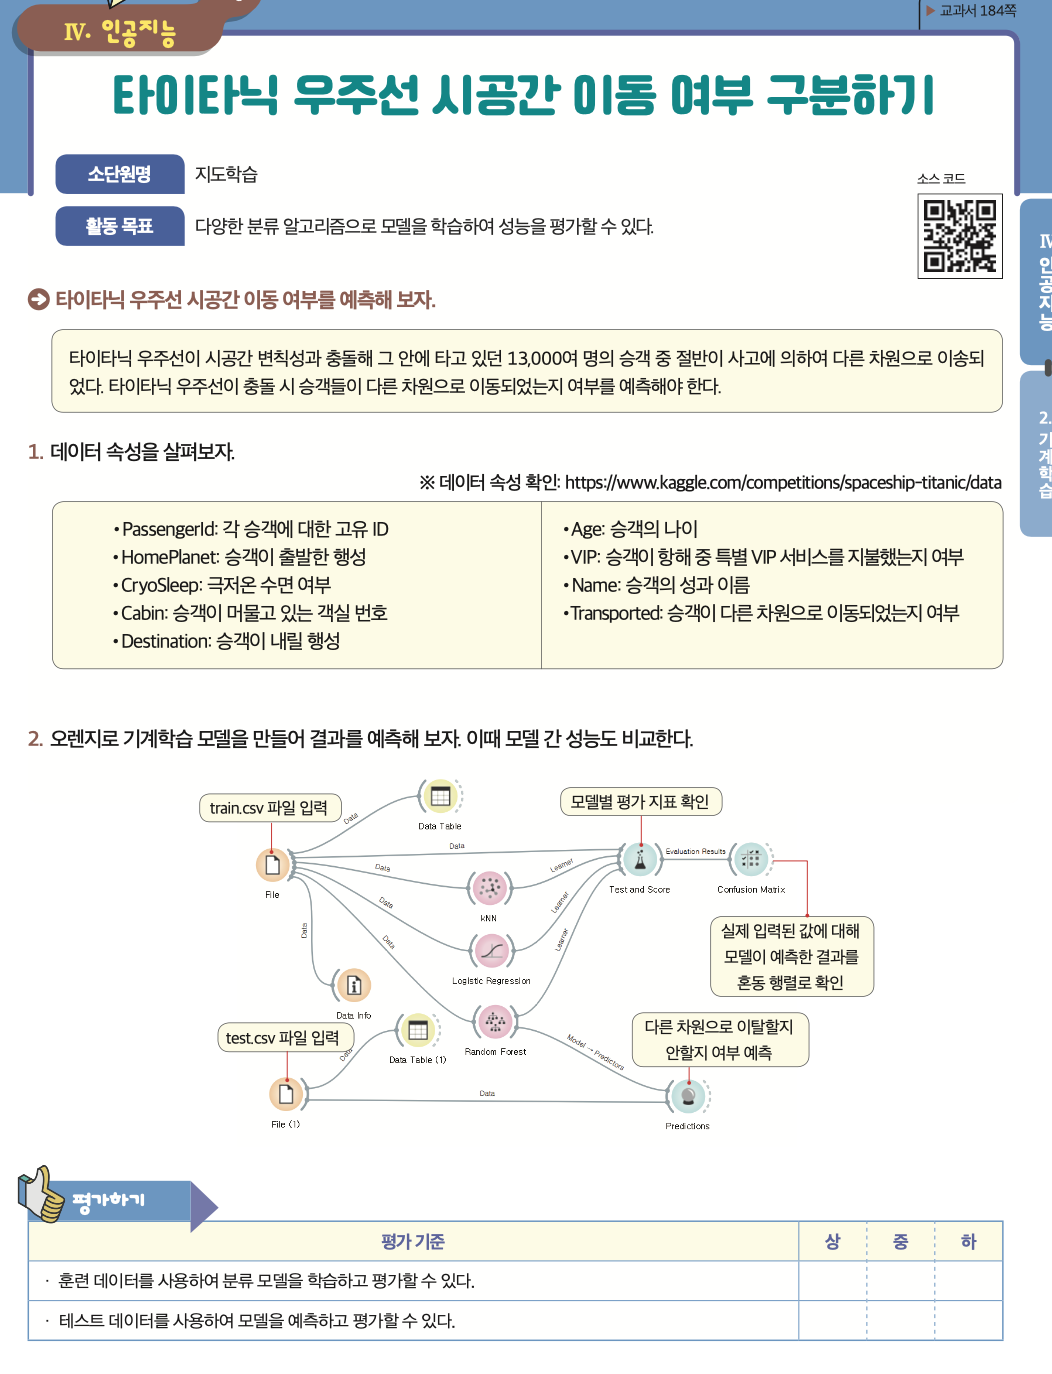 ▶ 교과서 184쪽
Ⅳ. 인공지능
타이타닉 우주선 시공간 이동 여부 구분하기
소단원명 지도학습
소스 코드
활동 목표 다양한 분류 알고리즘으로 모델을 학습하여 성능을 평가할 수 있다.
Ⅳ 인공지능
타이타닉 우주선 시공간 이동 여부를 예측해 보자.
타이타닉 우주선이 시공간 변칙성과 충돌해 그 안에 타고 있던 13,000여 명의 승객 중 절반이 사고에 의하여 다른 차원으로 이송되
었다. 타이타닉 우주선이 충돌 시 승객들이 다른 차원으로 이동되었는지 여부를 예측해야 한다.
2. 기계학습
1. 데이터 속성을 살펴보자.
※ 데이터 속성 확인: https://www.kaggle.com/competitions/spaceship-titanic/data
• PassengerId: 각 승객에 대한 고유 ID
• HomePlanet: 승객이 출발한 행성
• CryoSleep: 극저온 수면 여부
• Cabin: 승객이 머물고 있는 객실 번호
• Destination: 승객이 내릴 행성
• Age: 승객의 나이
• VIP: 승객이 항해 중 특별 VIP 서비스를 지불했는지 여부
• Name: 승객의 성과 이름
• Transported: 승객이 다른 차원으로 이동되었는지 여부
2. 오렌지로 기계학습 모델을 만들어 결과를 예측해 보자. 이때 모델 간 성능도 비교한다.
train.csv 파일 입력
모델별 평가 지표 확인
Data
Data Table
Data
Evaluation Results
File
Data
Learner
Test and Score
Confusion Matrix
kNN
Data
Learner
실제 입력된 값에 대해
모델이 예측한 결과를
혼동 행렬로 확인
Data
Data
Learner
Logistic Regression
Data Info
test.csv 파일 입력
Data
Data Table (1)
Random Forest
Model → Predictors
다른 차원으로 이탈할지
안할지 여부 예측
Data
File (1)
Predictions
평가하기
평가 기준 상 중 하
· 훈련 데이터를 사용하여 분류 모델을 학습하고 평가할 수 있다.
· 테스트 데이터를 사용하여 모델을 예측하고 평가할 수 있다.